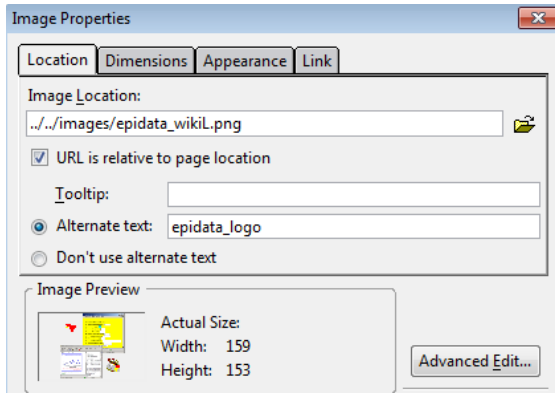 Image Properties
Location Dimensions Appearance Link
Image Location:
../../images/epidata_wikiL.png
URL is relative to page location
Tooltip:
Alternate text: epidata_logo
Don't use alternate text
Image Preview
Actual Size:
Width: 159
Height: 153
Advanced Edit...